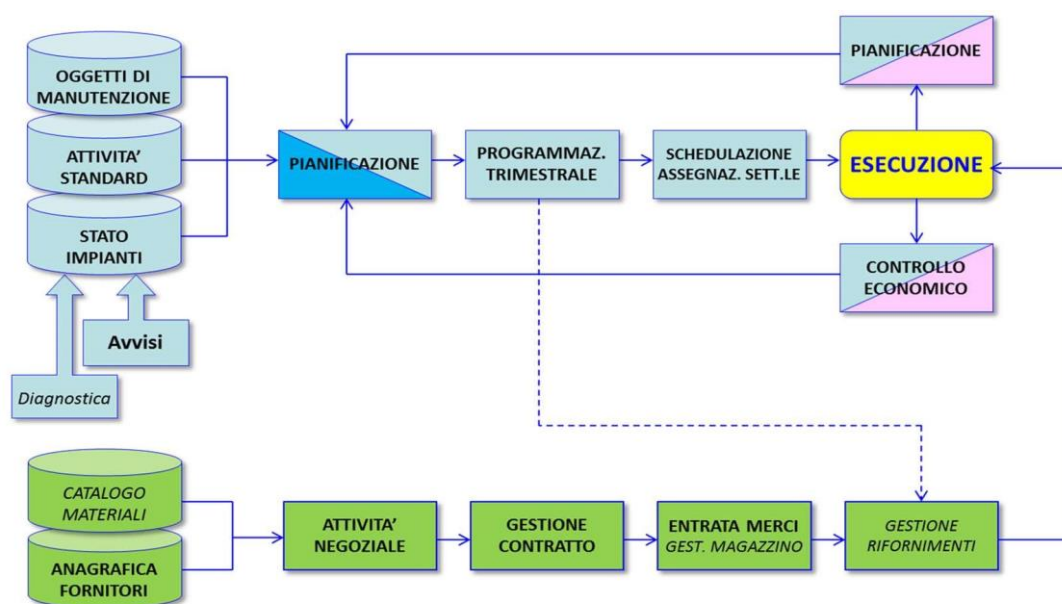 OGGETTI DI
MANUTENZIONE
ATTIVITA’
STANDARD
STATO
IMPIANTI
Avvisi
Diagnostica
PIANIFICAZIONE
PROGRAMMAZ.
TRIMESTRALE
SCHEDULAZIONE
ASSEGNAZ. SETT.LE
PIANIFICAZIONE
ESECUZIONE
CONTROLLO
ECONOMICO
CATALOGO
MATERIALI
ANAGRAFICA
FORNITORI
ATTIVITA’
NEGOZIALE
GESTIONE
CONTRATTO
ENTRATA MERCI
GEST. MAGAZZINO
GESTIONE
RIFORNIMENTI